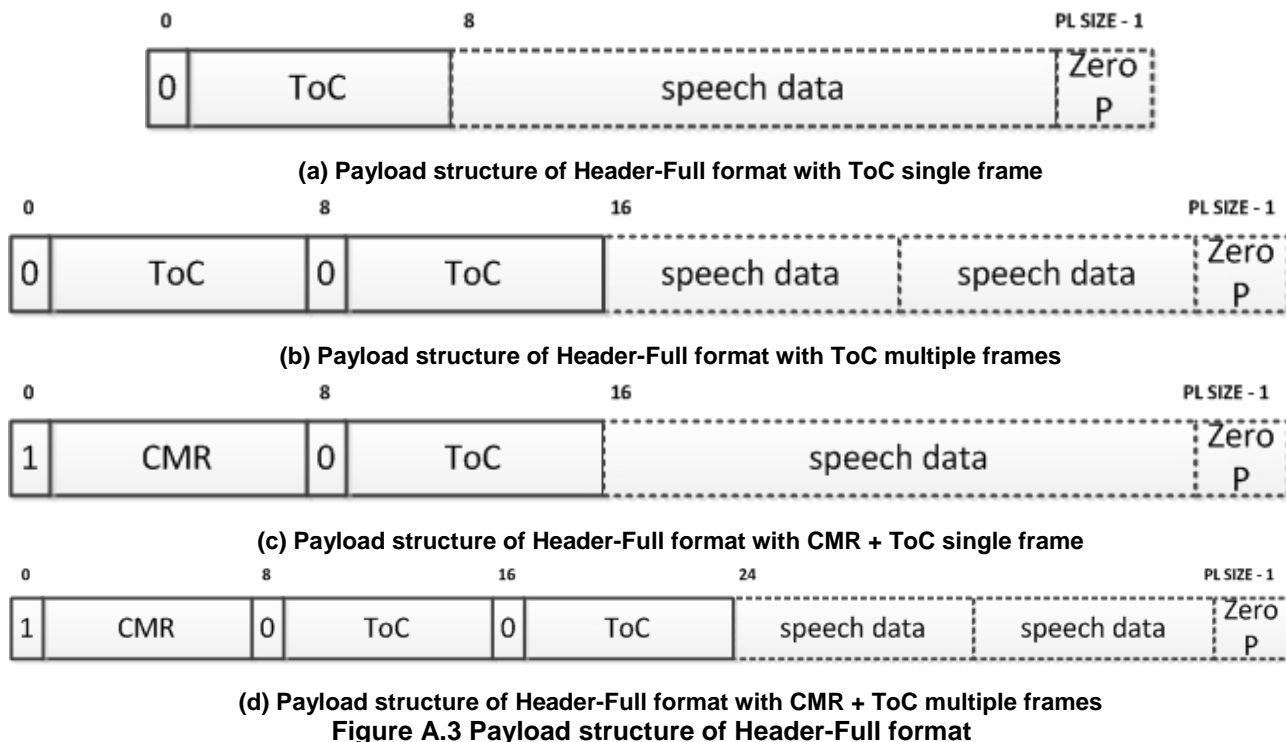 0 8 PL SIZE - 1
0 ToC speech data Zero P
(a) Payload structure of Header-Full format with ToC single frame
0 8 16 PL SIZE - 1
0 ToC 0 ToC speech data speech data Zero P
(b) Payload structure of Header-Full format with ToC multiple frames
0 8 16 PL SIZE - 1
1 CMR 0 ToC speech data Zero P
(c) Payload structure of Header-Full format with CMR + ToC single frame
0 8 16 24 PL SIZE - 1
1 CMR 0 ToC 0 ToC speech data speech data Zero P
(d) Payload structure of Header-Full format with CMR + ToC multiple frames
Figure A.3 Payload structure of Header-Full format